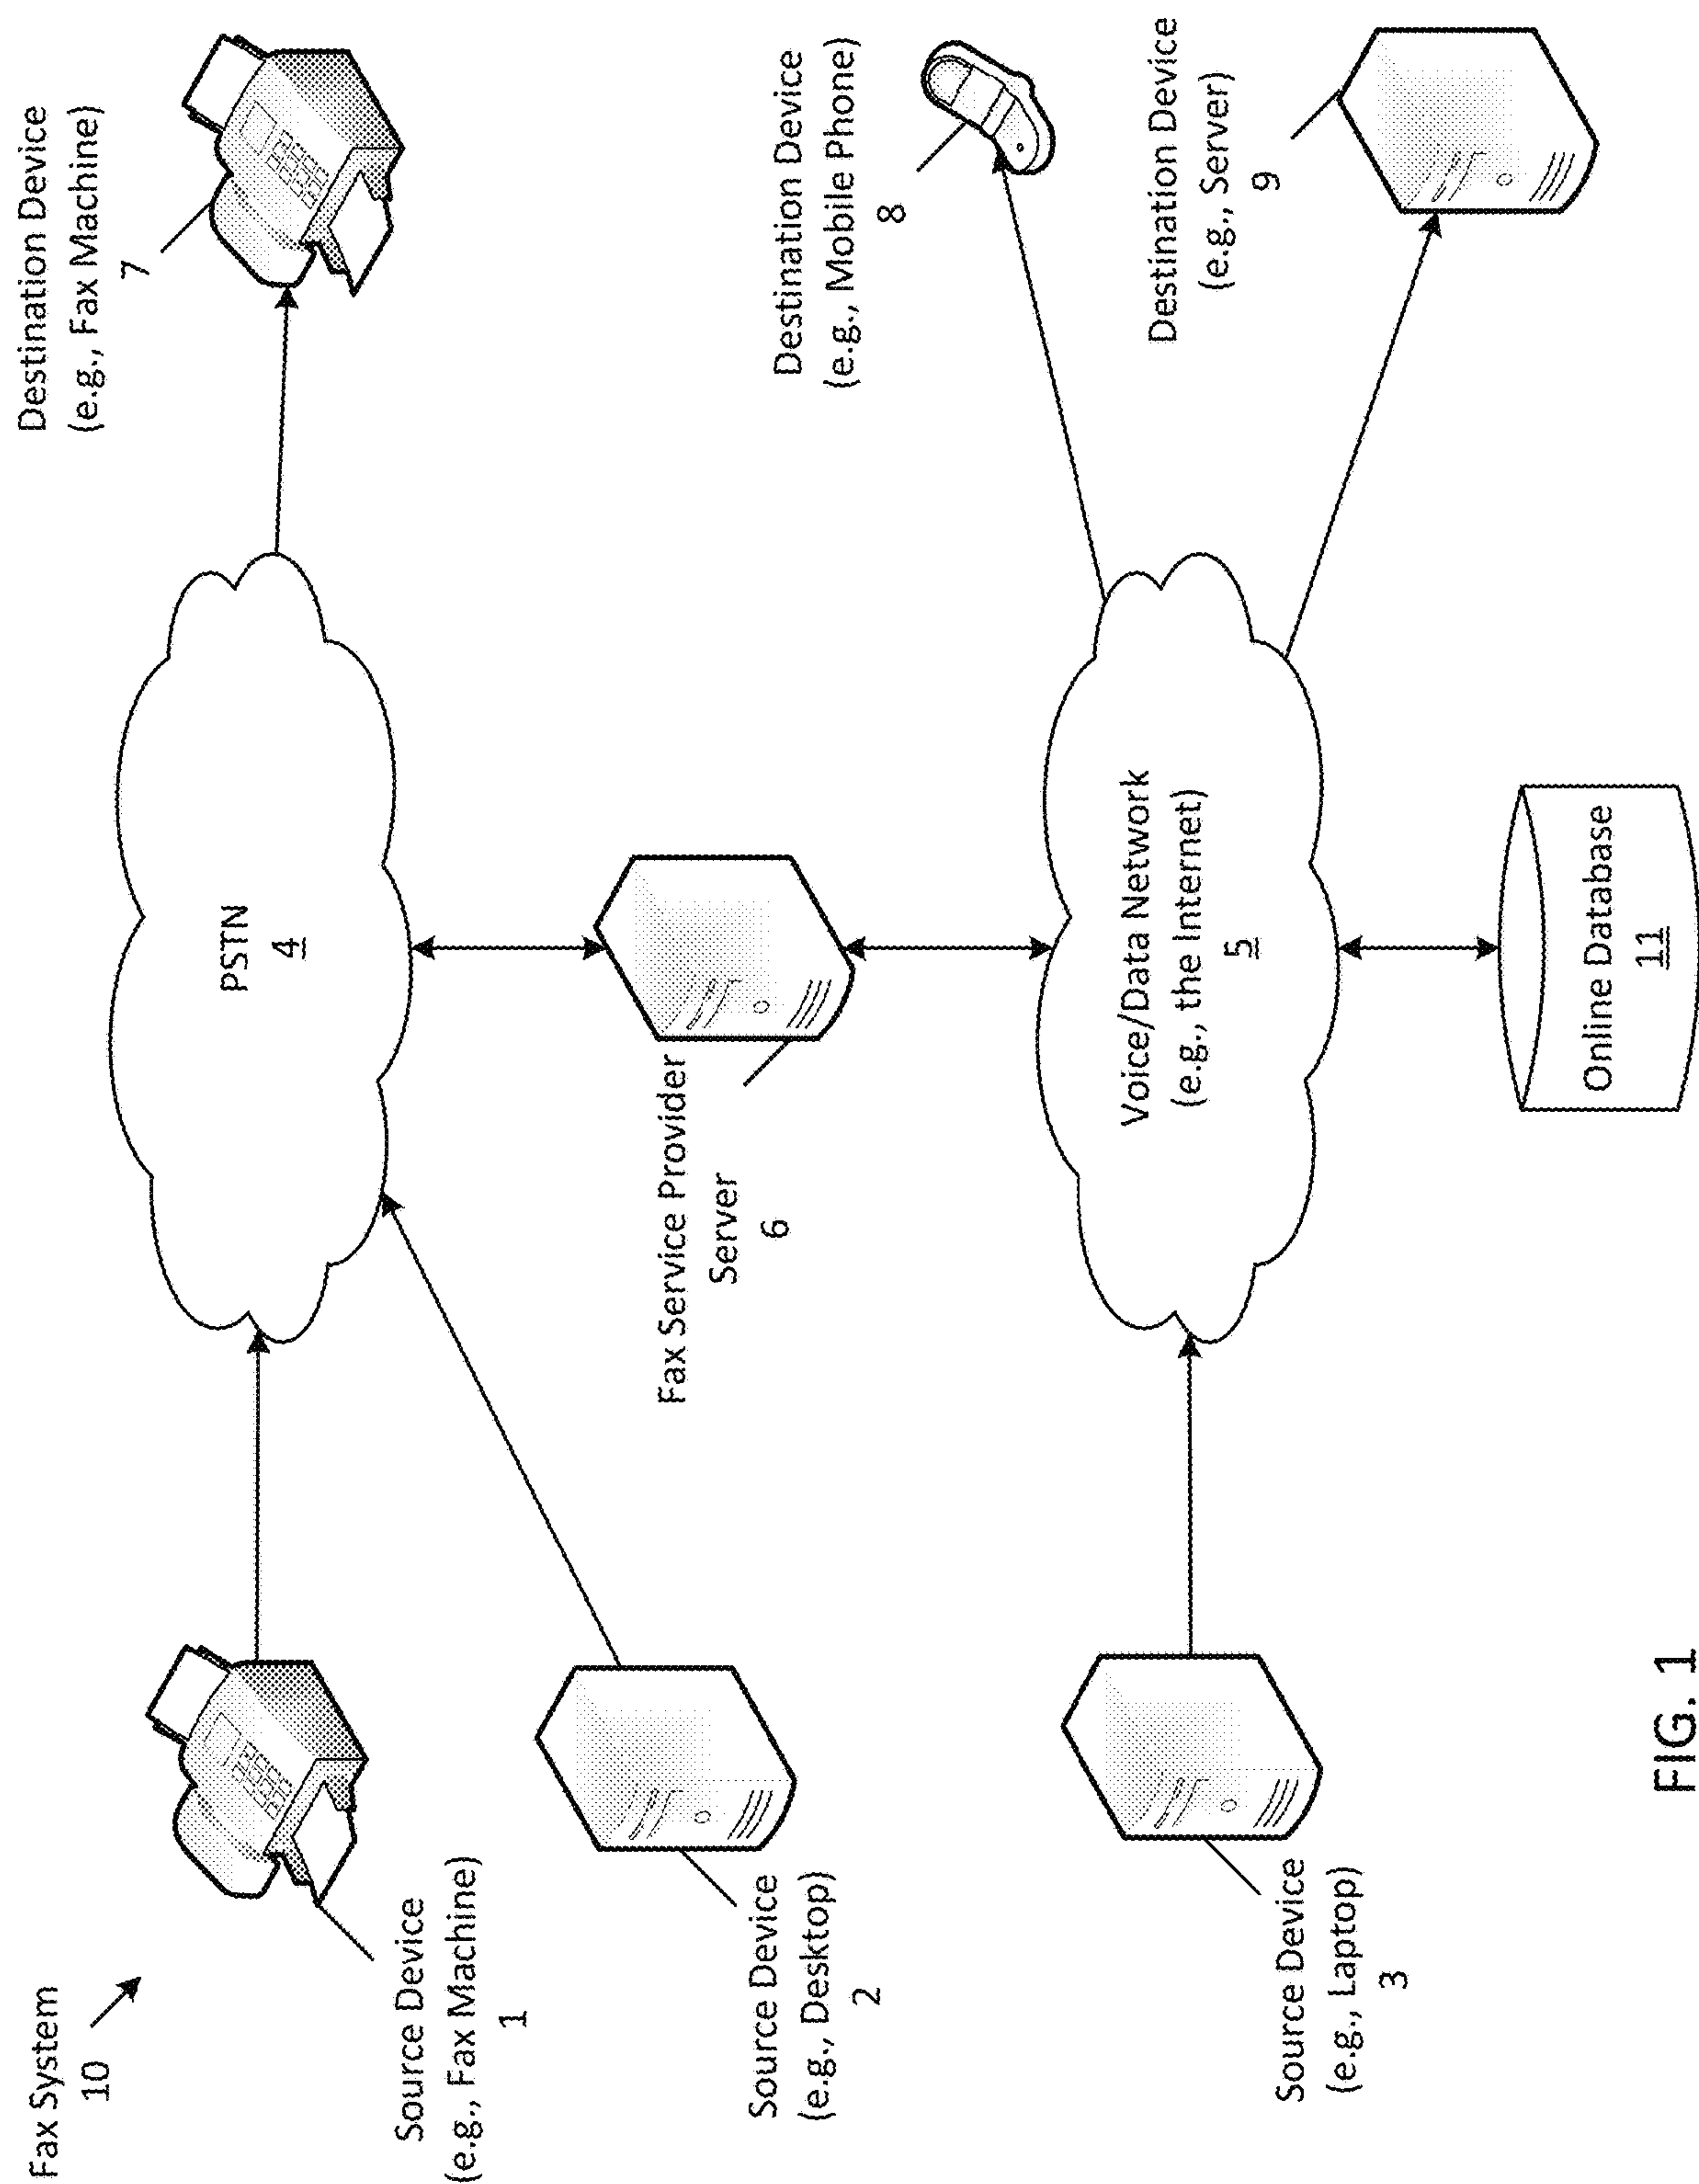 Fax System
10
Source Device
(e.g., Fax Machine)
1
PSTN
4
Destination Device
(e.g., Fax Machine)
7
Source Device
(e.g., Desktop)
2
Fax Service Provider
Server
6
Destination Device
(e.g., Mobile Phone)
8
Source Device
(e.g., Laptop)
3
Voice/Data Network
(e.g., the Internet)
5
Destination Device
(e.g., Server)
9
Online Database
11
FIG. 1